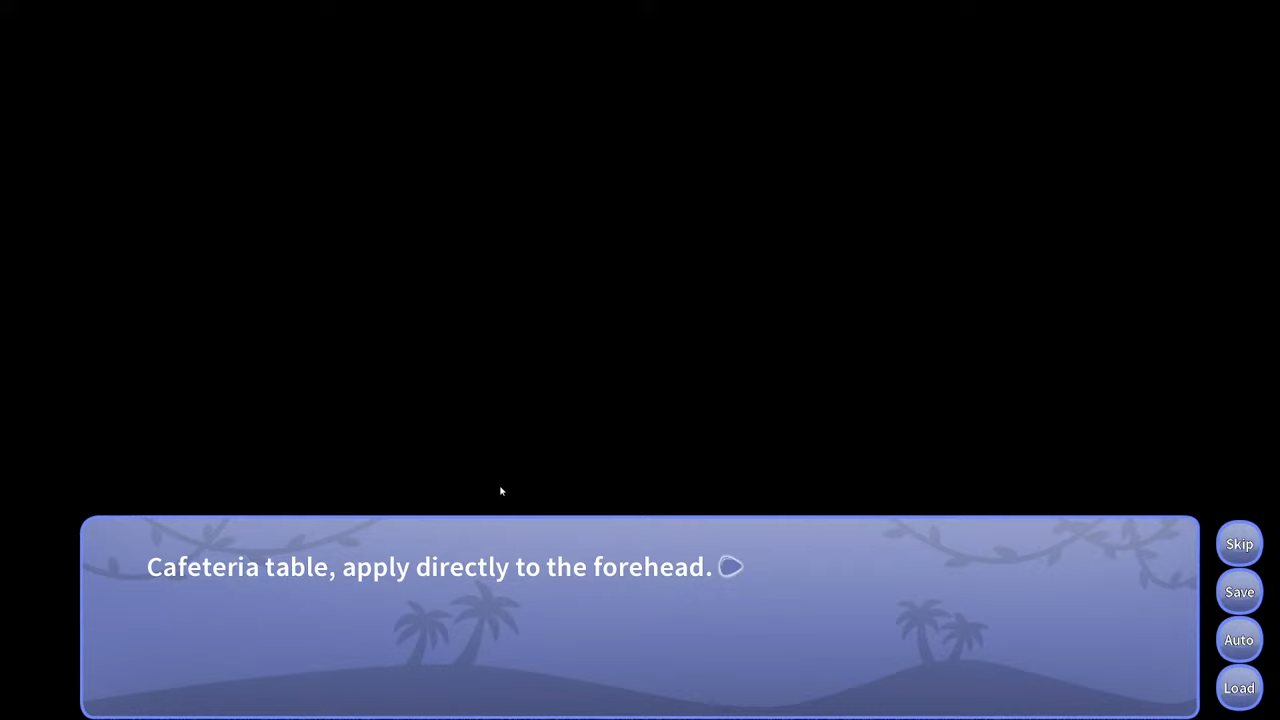 Cafeteria table, apply directly to the forehead.
Skip
Save
Auto
Load